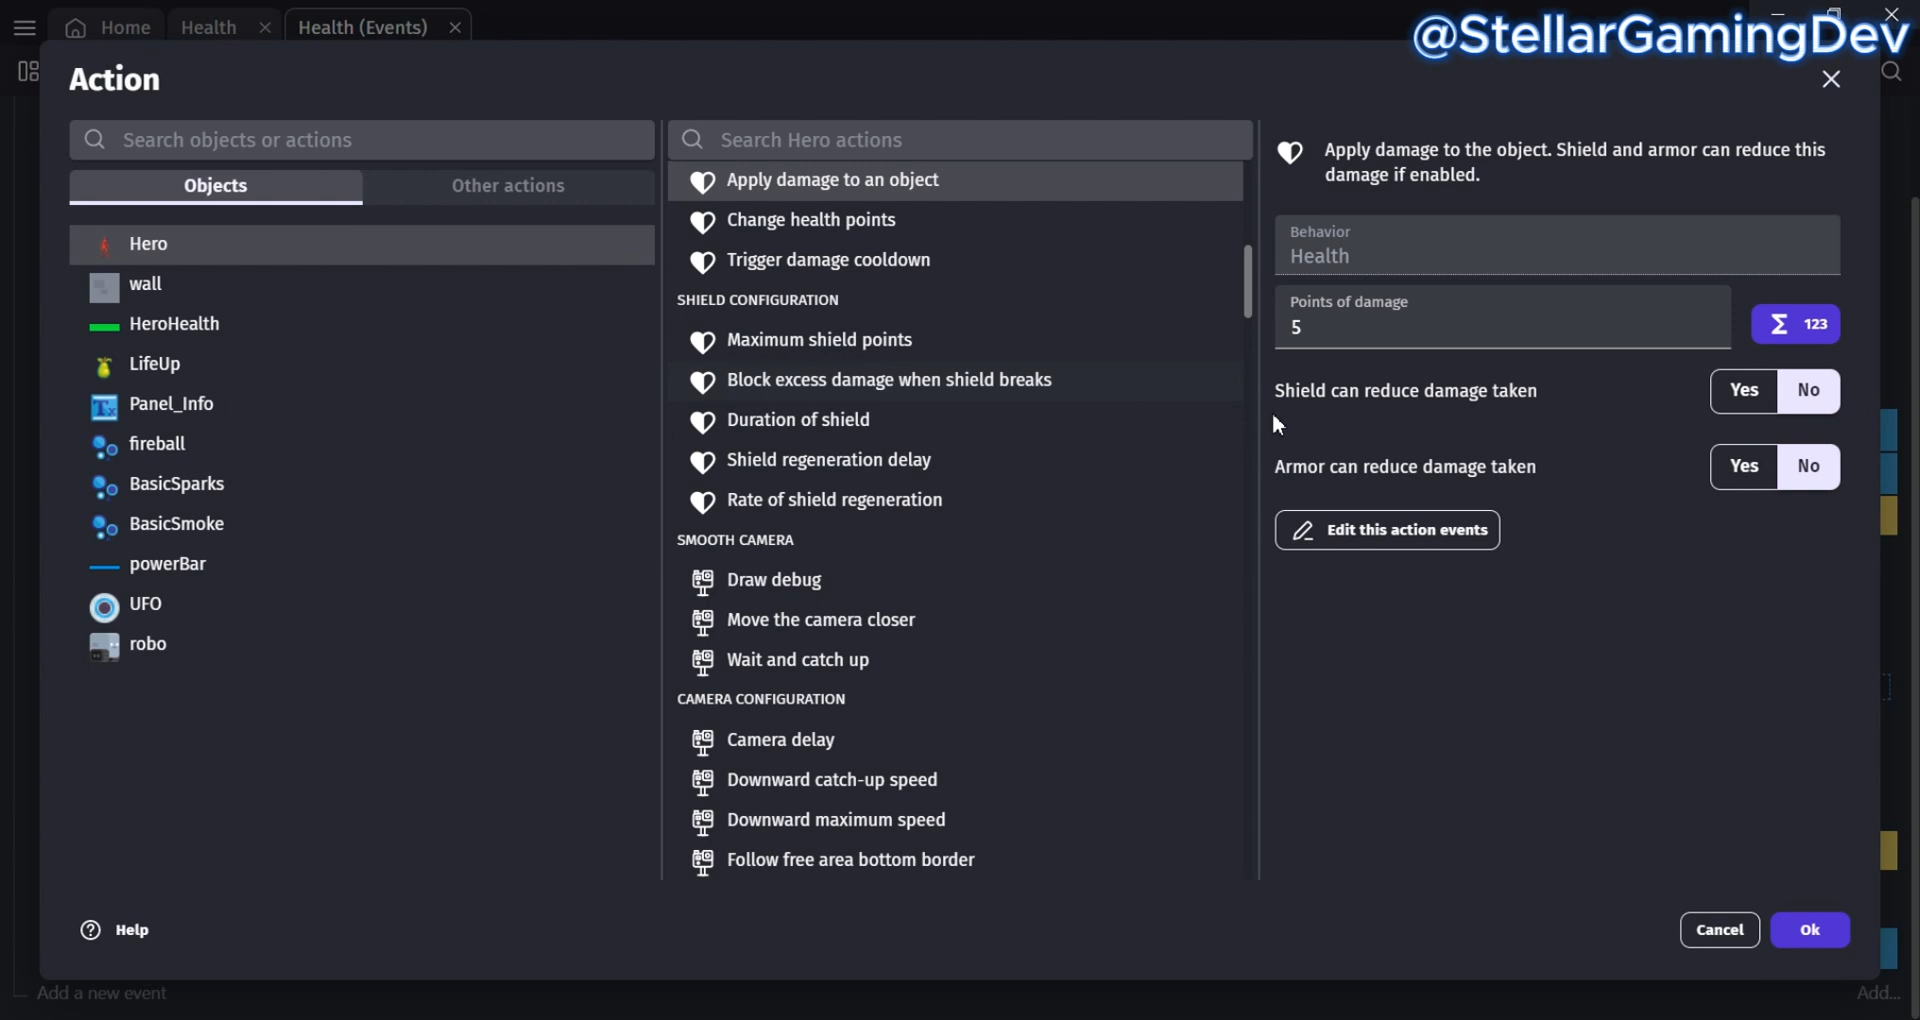 Home
Health
Health (Events)
@StellarGamingDev
Action
Search objects or actions
Objects
Other actions
Hero
wall
HeroHealth
LifeUp
Panel_Info
fireball
BasicSparks
BasicSmoke
powerBar
UFO
robo
Search Hero actions
Apply damage to an object
Change health points
Trigger damage cooldown
SHIELD CONFIGURATION
Maximum shield points
Block excess damage when shield breaks
Duration of shield
Shield regeneration delay
Rate of shield regeneration
SMOOTH CAMERA
Draw debug
Move the camera closer
Wait and catch up
CAMERA CONFIGURATION
Camera delay
Downward catch-up speed
Downward maximum speed
Follow free area bottom border
Apply damage to the object. Shield and armor can reduce this
damage if enabled.
Behavior
Health
Points of damage
5
Σ 123
Shield can reduce damage taken
Yes No
Armor can reduce damage taken
Yes No
Edit this action events
Help
Cancel
Ok
Add a new event
Add...